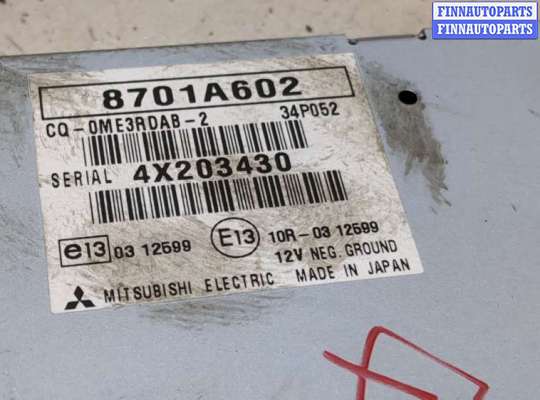 FINNAUTOPARTS
FINNAUTOPARTS
8701A602
CQ-0ME3RDAB-2 34P052
SERIAL 4X203430
e13 03 12599 E13 10R-03 12599
12V NEG. GROUND
MITSUBISHI ELECTRIC MADE IN JAPAN